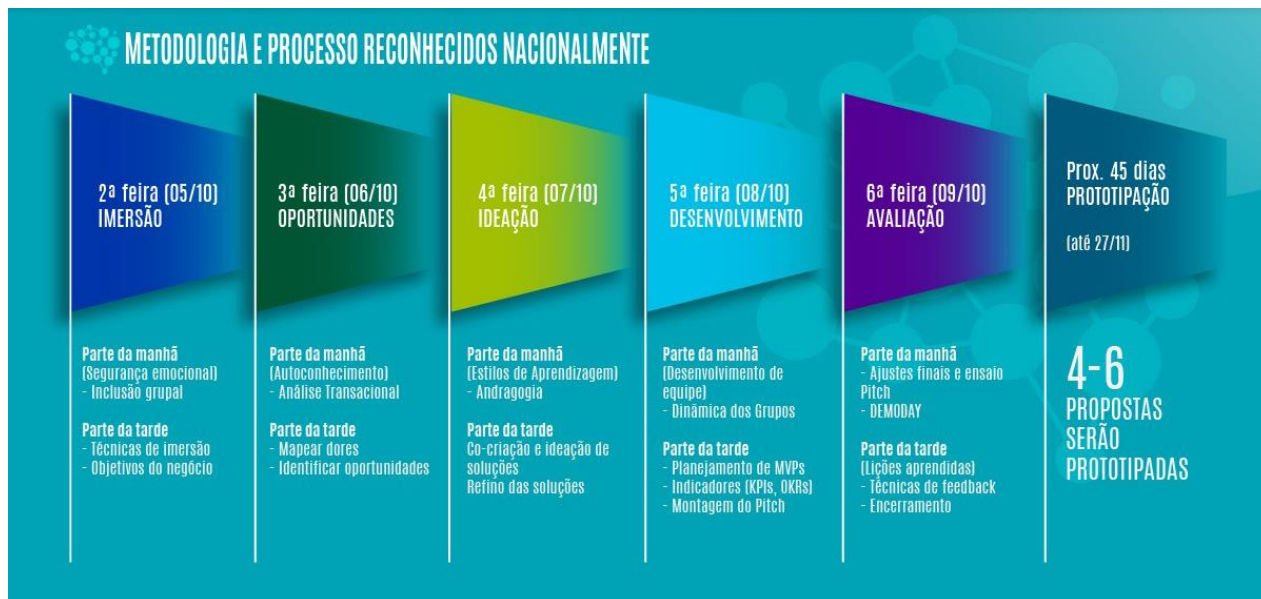 METODOLOGIA E PROCESSO RECONHECIDOS NACIONALMENTE
2ª feira (05/10)
IMERSÃO
Parte da manhã
(Segurança emocional)
- Inclusão grupal
Parte da tarde
- Técnicas de imersão
- Objetivos do negócio
3ª feira (06/10)
OPORTUNIDADES
Parte da manhã
(Autoconhecimento)
- Análise Transacional
Parte da tarde
- Mapear dores
- Identificar oportunidades
4ª feira (07/10)
IDEAÇÃO
Parte da manhã
(Estilos de Aprendizagem)
- Andragogia
Parte da tarde
Co-criação e ideação de
soluções
Refino das soluções
5ª feira (08/10)
DESENVOLVIMENTO
Parte da manhã
(Desenvolvimento de
equipe)
- Dinâmica dos Grupos
Parte da tarde
- Planejamento de MVPs
- Indicadores (KPIs, OKRs)
- Montagem do Pitch
6ª feira (09/10)
AVALIAÇÃO
Parte da manhã
- Ajustes finais e ensaio
Pitch
- DEMODAY
Parte da tarde
(Lições aprendidas)
- Técnicas de feedback
- Encerramento
Prox. 45 dias
PROTOTIPAÇÃO
(até 27/11)
4-6
PROPOSTAS
SERÃO
PROTOTIPADAS